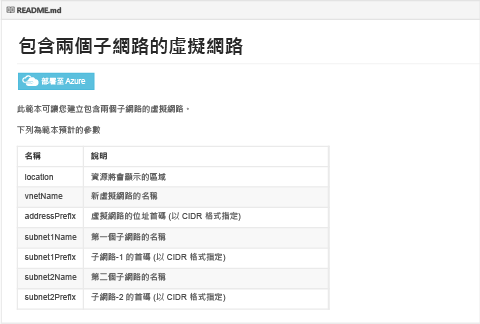 README.md
包含兩個子網路的虛擬網路
部署至 Azure
此範本可讓您建立包含兩個子網路的虛擬網路。
下列為範本預計的參數
名稱 說明
location 資源將會顯示的區域
vnetName 新虛擬網路的名稱
addressPrefix 虛擬網路的位址首碼 (以 CIDR 格式指定)
subnet1Name 第一個子網路的名稱
subnet1Prefix 子網路-1 的首碼 (以 CIDR 格式指定)
subnet2Name 第二個子網路的名稱
subnet2Prefix 子網路-2 的首碼 (以 CIDR 格式指定)